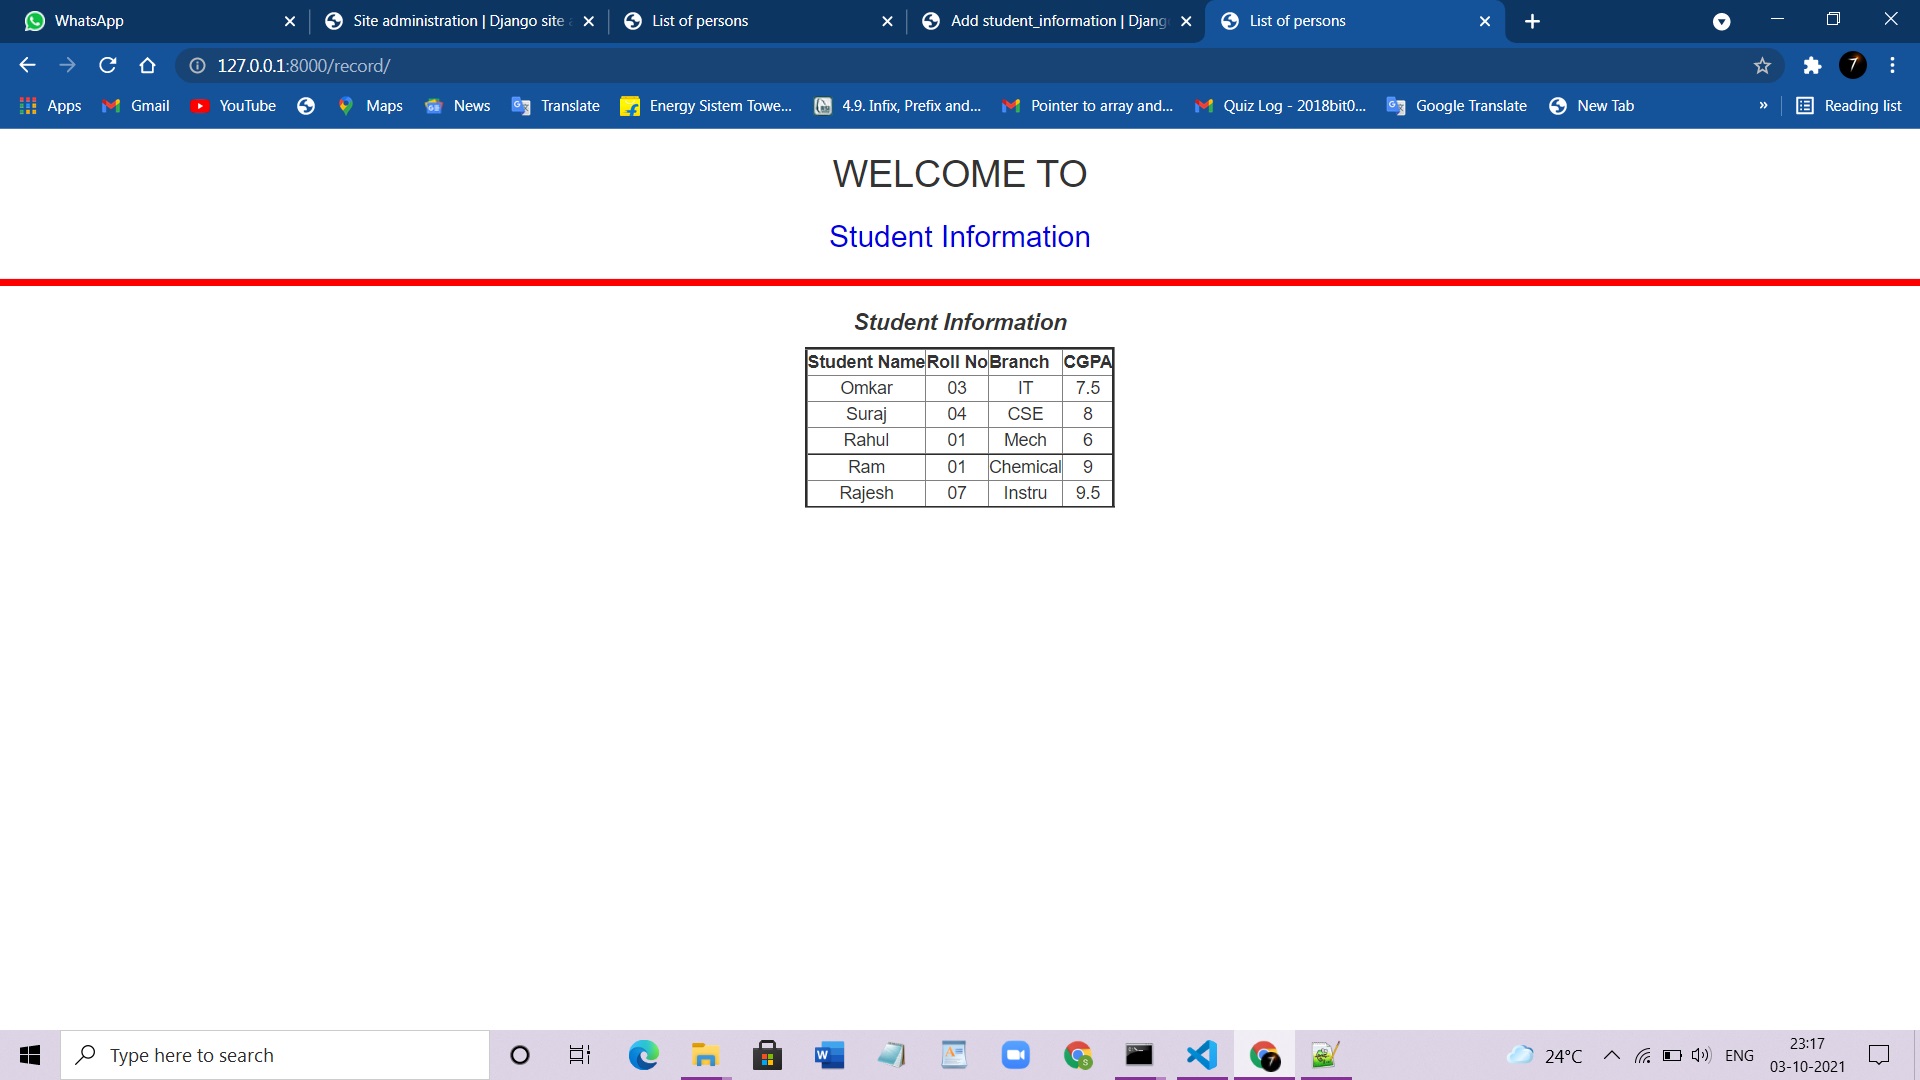 WhatsApp
Site administration | Django site
List of persons
Add student_information | Djang
List of persons
127.0.0.1:8000/record/
Apps Gmail YouTube Maps News Translate Energy Sistem Towe... 4.9. Infix, Prefix and... Pointer to array and... Quiz Log - 2018bit0... Google Translate New Tab » Reading list
WELCOME TO
Student Information
Student Information
Student Name Roll No Branch CGPA
Omkar 03 IT 7.5
Suraj 04 CSE 8
Rahul 01 Mech 6
Ram 01 Chemical 9
Rajesh 07 Instru 9.5
Type here to search
24°C
ENG
23:17
03-10-2021